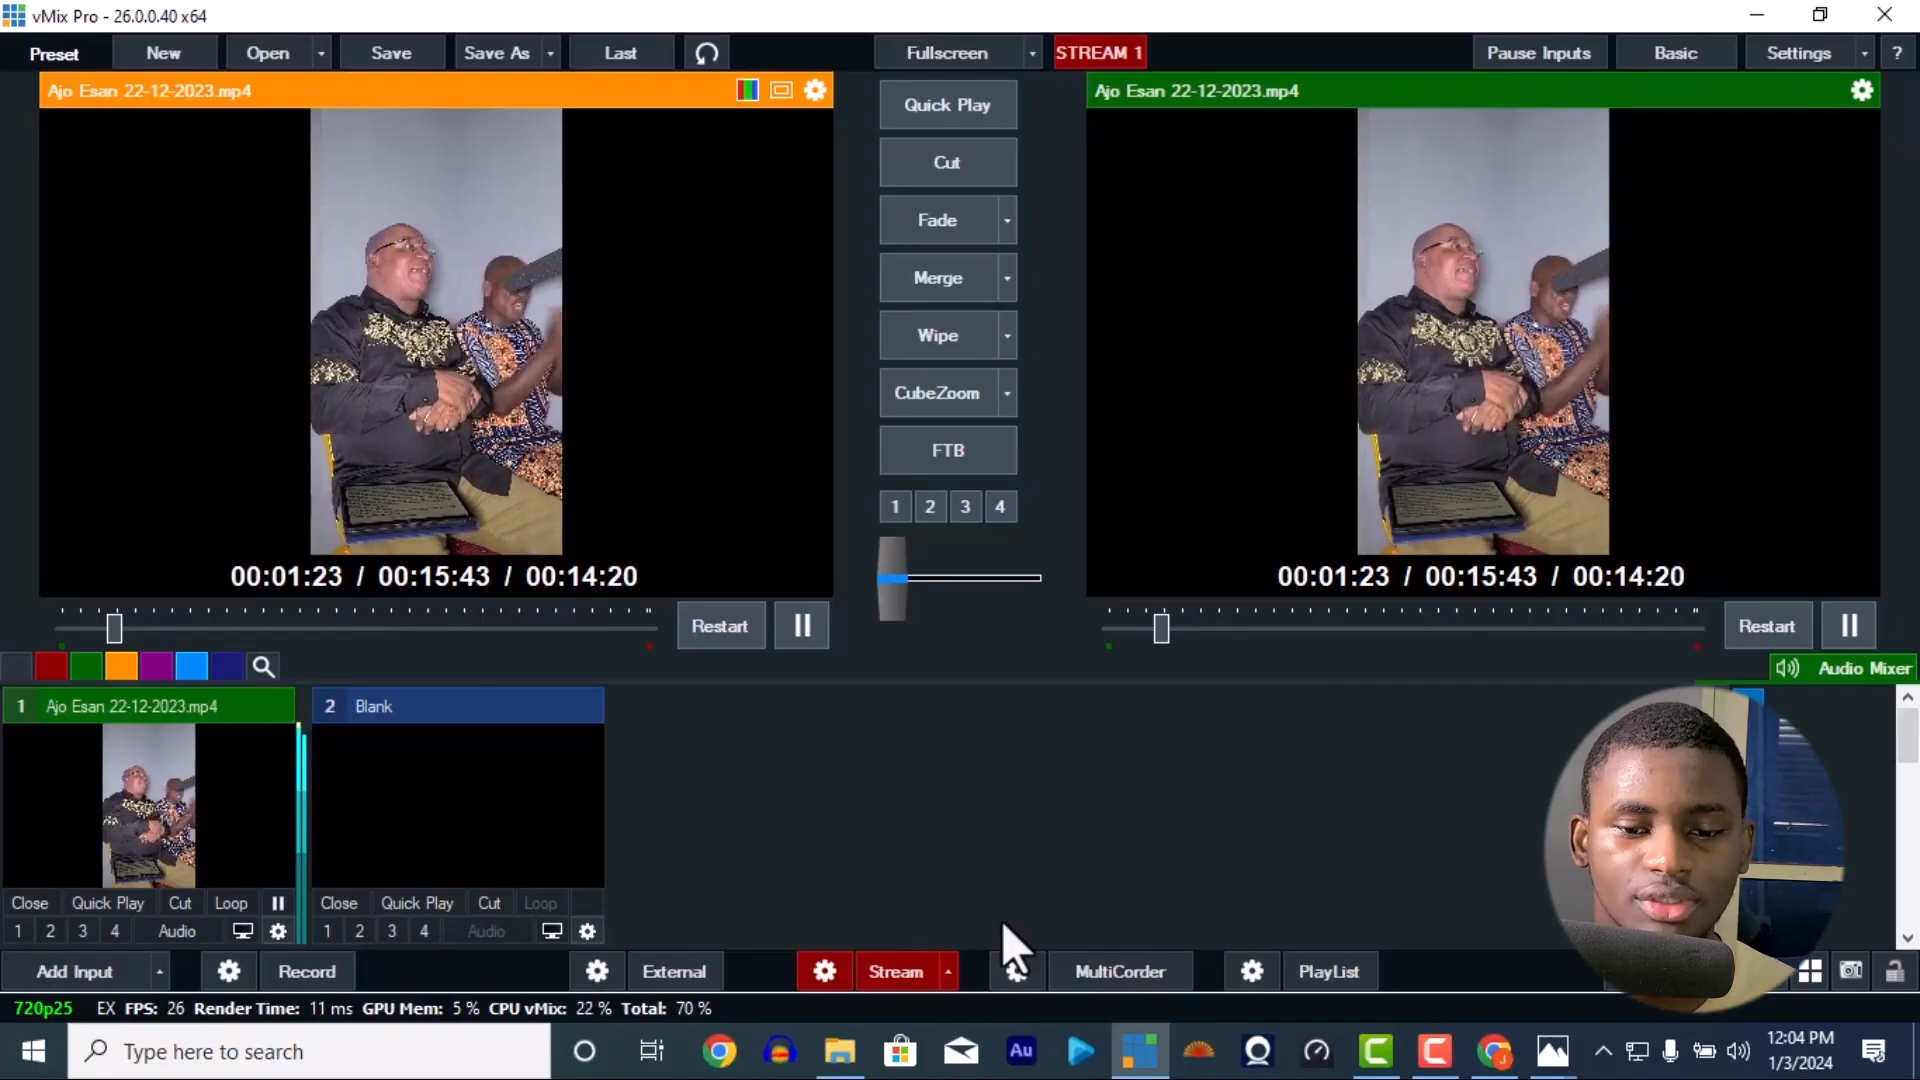 vMix Pro - 26.0.0.40 x64
Preset New Open Save Save As Last Fullscreen STREAM 1 Pause Inputs Basic Settings ?
Ajo Esan 22-12-2023.mp4
Ajo Esan 22-12-2023.mp4
Quick Play
Cut
Fade
Merge
Wipe
CubeZoom
FTB
1 2 3 4
00:01:23 / 00:15:43 / 00:14:20
00:01:23 / 00:15:43 / 00:14:20
Restart
Restart
Audio Mixer
1 Ajo Esan 22-12-2023.mp4
2 Blank
Close Quick Play Cut Loop
Close Quick Play Cut Loop
1 2 3 4 Audio
1 2 3 4 Audio
Add Input Record External Stream MultiCorder PlayList
720p25 EX FPS: 26 Render Time: 11 ms GPU Mem: 5 % CPU vMix: 22 % Total: 70 %
Type here to search
Au
J
12:04 PM
1/3/2024